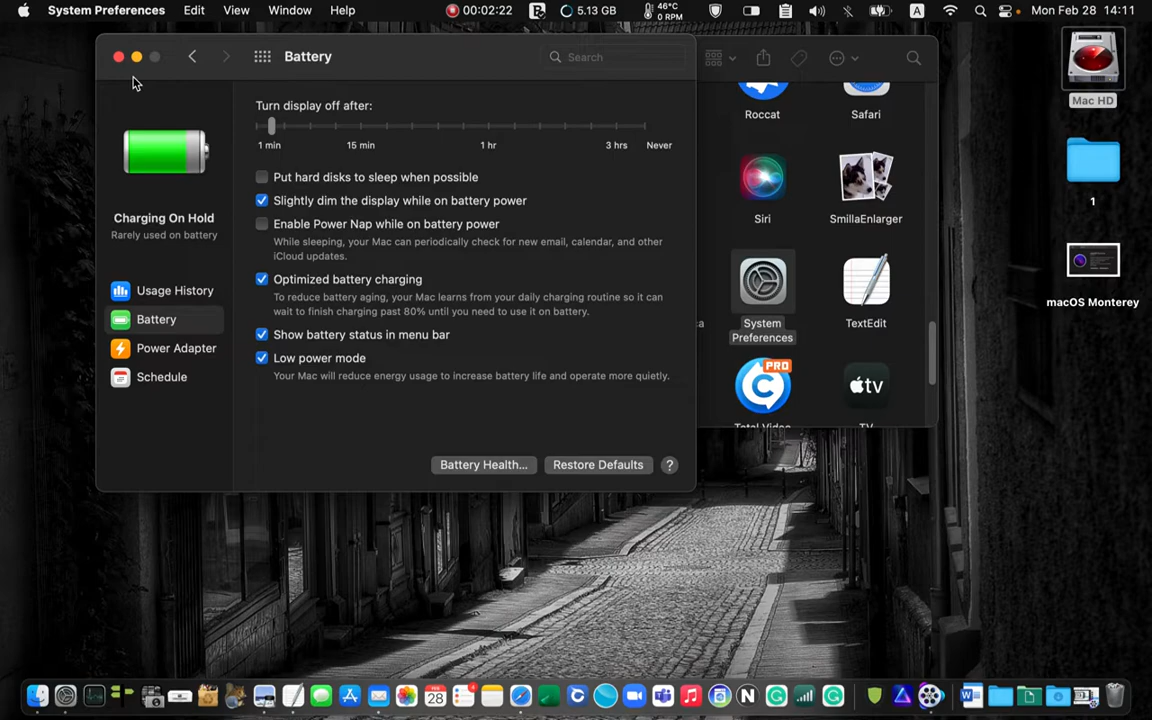 System Preferences Edit View Window Help 00:02:22 5.13 GB 46°C 0 RPM A Mon Feb 28 14:11
Battery
Search
Turn display off after:
1 min 15 min 1 hr 3 hrs Never
Put hard disks to sleep when possible
Slightly dim the display while on battery power
Enable Power Nap while on battery power
While sleeping, your Mac can periodically check for new email, calendar, and other
iCloud updates.
Optimized battery charging
To reduce battery aging, your Mac learns from your daily charging routine so it can
wait to finish charging past 80% until you need to use it on battery.
Show battery status in menu bar
Low power mode
Your Mac will reduce energy usage to increase battery life and operate more quietly.
Charging On Hold
Rarely used on battery
Usage History
Battery
Power Adapter
Schedule
Battery Health...
Restore Defaults
?
Roccat
Safari
Siri
SmillaEnlarger
ca
System
Preferences
TextEdit
PRO
tv
TV
Mac HD
1
macOS Monterey
28
W